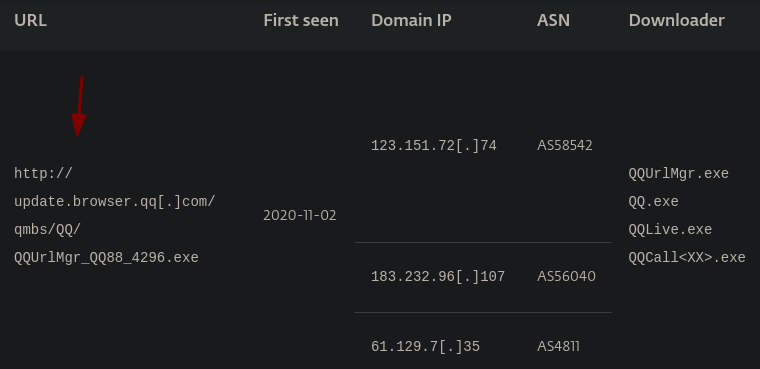 URL First seen Domain IP ASN Downloader
123.151.72[.]74 AS58542
http://
update.browser.qq[.]com/
qmbs/QQ/
QQUrlMgr_QQ88_4296.exe
2020-11-02
QQUrlMgr.exe
QQ.exe
QQLive.exe
QQCall<XX>.exe
183.232.96[.]107 AS56040
61.129.7[.]35 AS4811